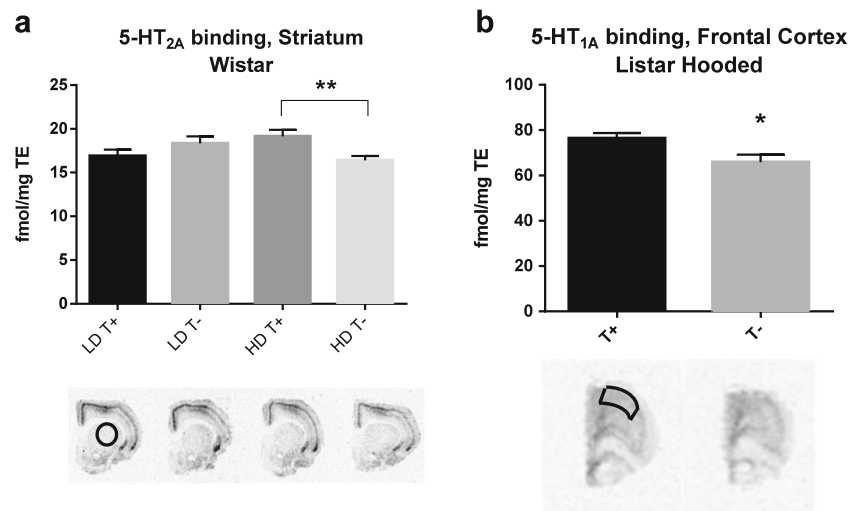 a
5-HT2A binding, Striatum
Wistar
**
fmol/mg TE
25
20
15
10
5
0
LD T+
LD T-
HD T+
HD T-
b
5-HT1A binding, Frontal Cortex
Listar Hooded
*
fmol/mg TE
100
80
60
40
20
0
T+
T-